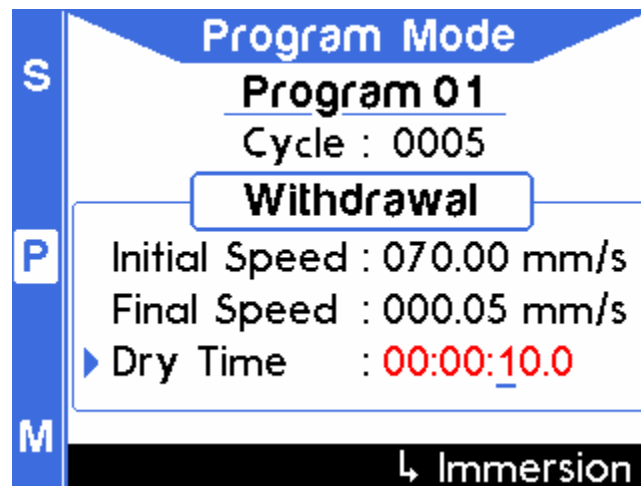 Program Mode
S
Program 01
Cycle : 0005
Withdrawal
P
Initial Speed : 070.00 mm/s
Final Speed : 000.05 mm/s
Dry Time : 00:00:10.0
M
↳ Immersion